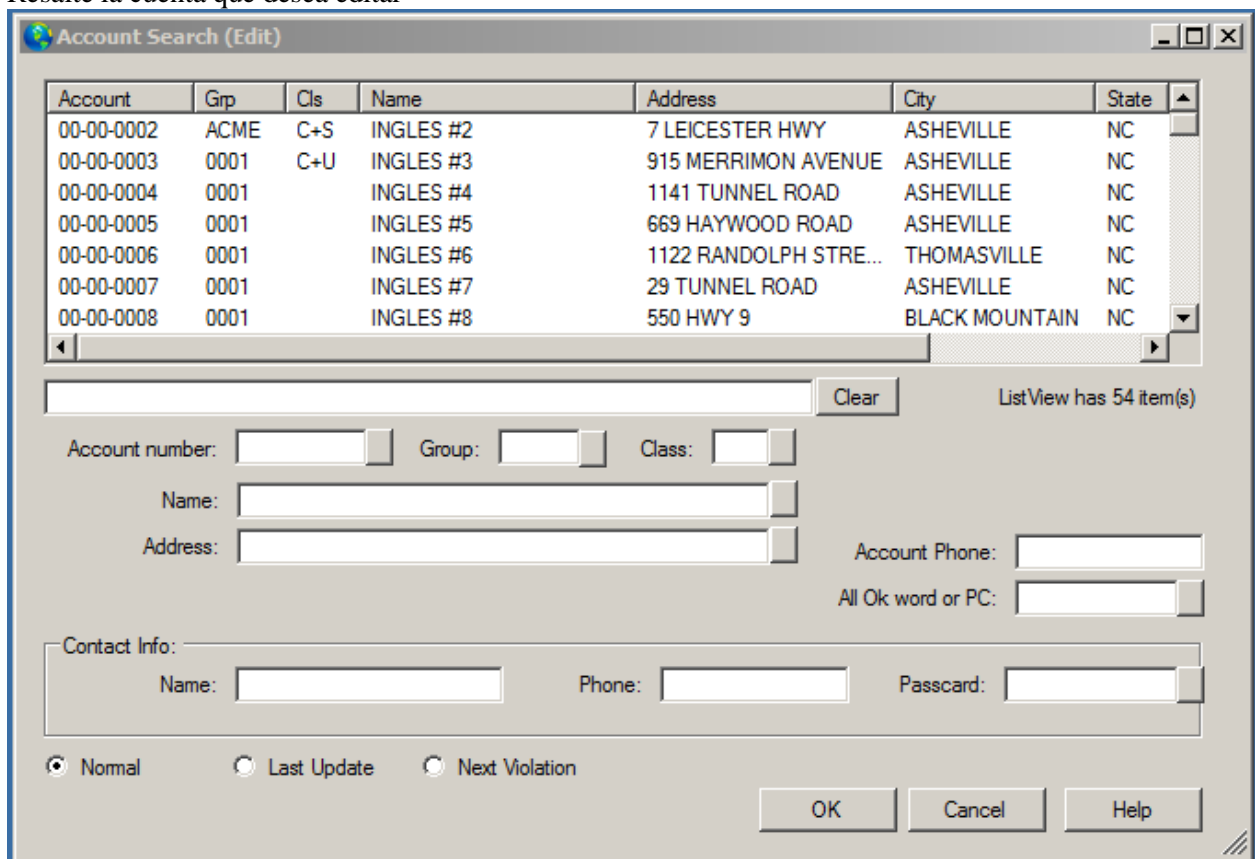 Resalte la cuenta que desea editar
Account Search (Edit)
Account Grp Cls Name Address City State
00-00-0002 ACME C+S INGLES #2 7 LEICESTER HWY ASHEVILLE NC
00-00-0003 0001 C+U INGLES #3 915 MERRIMON AVENUE ASHEVILLE NC
00-00-0004 0001 INGLES #4 1141 TUNNEL ROAD ASHEVILLE NC
00-00-0005 0001 INGLES #5 669 HAYWOOD ROAD ASHEVILLE NC
00-00-0006 0001 INGLES #6 1122 RANDOLPH STRE... THOMASVILLE NC
00-00-0007 0001 INGLES #7 29 TUNNEL ROAD ASHEVILLE NC
00-00-0008 0001 INGLES #8 550 HWY 9 BLACK MOUNTAIN NC
Clear ListView has 54 item(s)
Account number: Group: Class:
Name:
Address:
Account Phone:
All Ok word or PC:
Contact Info:
Name: Phone: Passcard:
Normal Last Update Next Violation
OK Cancel Help